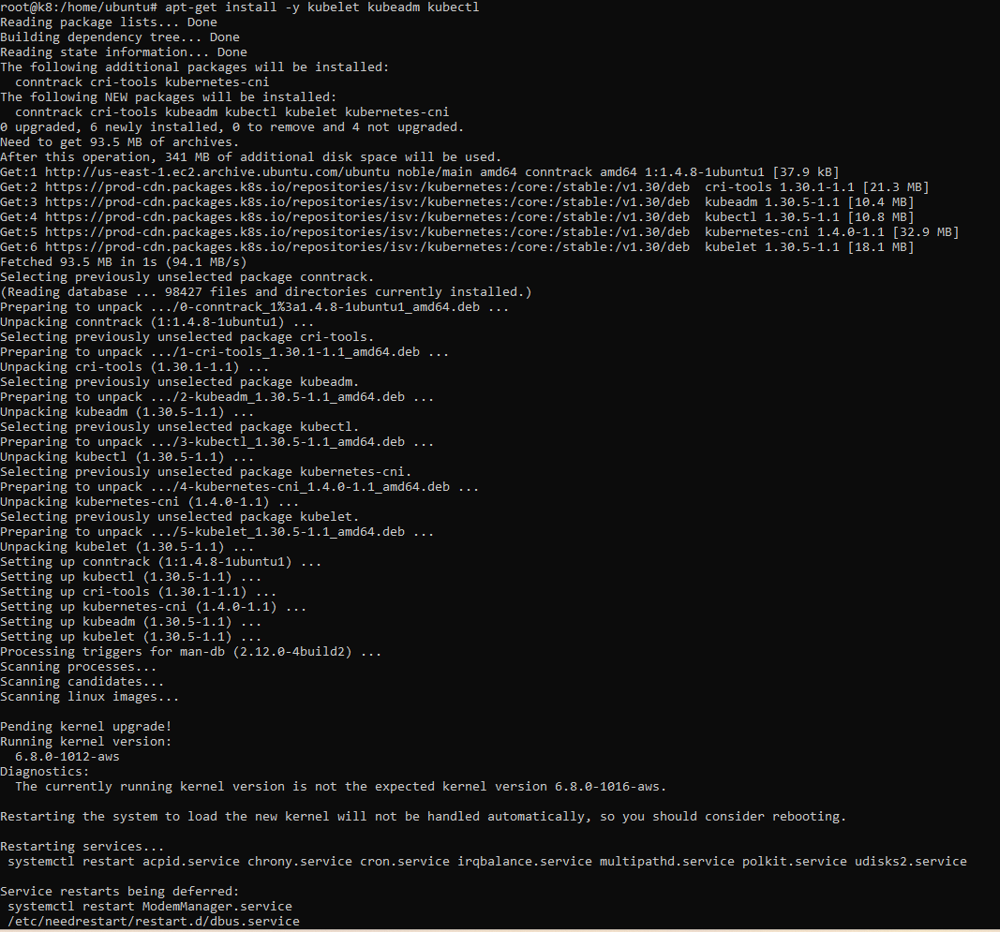 root@k8:/home/ubuntu# apt-get install -y kubelet kubeadm kubectl
Reading package lists... Done
Building dependency tree... Done
Reading state information... Done
The following additional packages will be installed:
  conntrack cri-tools kubernetes-cni
The following NEW packages will be installed:
  conntrack cri-tools kubeadm kubectl kubelet kubernetes-cni
0 upgraded, 6 newly installed, 0 to remove and 4 not upgraded.
Need to get 93.5 MB of archives.
After this operation, 341 MB of additional disk space will be used.
Get:1 http://us-east-1.ec2.archive.ubuntu.com/ubuntu noble/main amd64 conntrack amd64 1:1.4.8-1ubuntu1 [37.9 kB]
Get:2 https://prod-cdn.packages.k8s.io/repositories/isv:/kubernetes:/core:/stable:/v1.30/deb  cri-tools 1.30.1-1.1 [21.3 MB]
Get:3 https://prod-cdn.packages.k8s.io/repositories/isv:/kubernetes:/core:/stable:/v1.30/deb  kubeadm 1.30.5-1.1 [10.4 MB]
Get:4 https://prod-cdn.packages.k8s.io/repositories/isv:/kubernetes:/core:/stable:/v1.30/deb  kubectl 1.30.5-1.1 [10.8 MB]
Get:5 https://prod-cdn.packages.k8s.io/repositories/isv:/kubernetes:/core:/stable:/v1.30/deb  kubernetes-cni 1.4.0-1.1 [32.9 MB]
Get:6 https://prod-cdn.packages.k8s.io/repositories/isv:/kubernetes:/core:/stable:/v1.30/deb  kubelet 1.30.5-1.1 [18.1 MB]
Fetched 93.5 MB in 1s (94.1 MB/s)
Selecting previously unselected package conntrack.
(Reading database ... 98427 files and directories currently installed.)
Preparing to unpack .../0-conntrack_1%3a1.4.8-1ubuntu1_amd64.deb ...
Unpacking conntrack (1:1.4.8-1ubuntu1) ...
Selecting previously unselected package cri-tools.
Preparing to unpack .../1-cri-tools_1.30.1-1.1_amd64.deb ...
Unpacking cri-tools (1.30.1-1.1) ...
Selecting previously unselected package kubeadm.
Preparing to unpack .../2-kubeadm_1.30.5-1.1_amd64.deb ...
Unpacking kubeadm (1.30.5-1.1) ...
Selecting previously unselected package kubectl.
Preparing to unpack .../3-kubectl_1.30.5-1.1_amd64.deb ...
Unpacking kubectl (1.30.5-1.1) ...
Selecting previously unselected package kubernetes-cni.
Preparing to unpack .../4-kubernetes-cni_1.4.0-1.1_amd64.deb ...
Unpacking kubernetes-cni (1.4.0-1.1) ...
Selecting previously unselected package kubelet.
Preparing to unpack .../5-kubelet_1.30.5-1.1_amd64.deb ...
Unpacking kubelet (1.30.5-1.1) ...
Setting up conntrack (1:1.4.8-1ubuntu1) ...
Setting up kubectl (1.30.5-1.1) ...
Setting up cri-tools (1.30.1-1.1) ...
Setting up kubernetes-cni (1.4.0-1.1) ...
Setting up kubeadm (1.30.5-1.1) ...
Setting up kubelet (1.30.5-1.1) ...
Processing triggers for man-db (2.12.0-4build2) ...
Scanning processes...
Scanning candidates...
Scanning linux images...

Pending kernel upgrade!
Running kernel version:
  6.8.0-1012-aws
Diagnostics:
  The currently running kernel version is not the expected kernel version 6.8.0-1016-aws.

Restarting the system to load the new kernel will not be handled automatically, so you should consider rebooting.

Restarting services...
 systemctl restart acpid.service chrony.service cron.service irqbalance.service multipathd.service polkit.service udisks2.service

Service restarts being deferred:
 systemctl restart ModemManager.service
 /etc/needrestart/restart.d/dbus.service